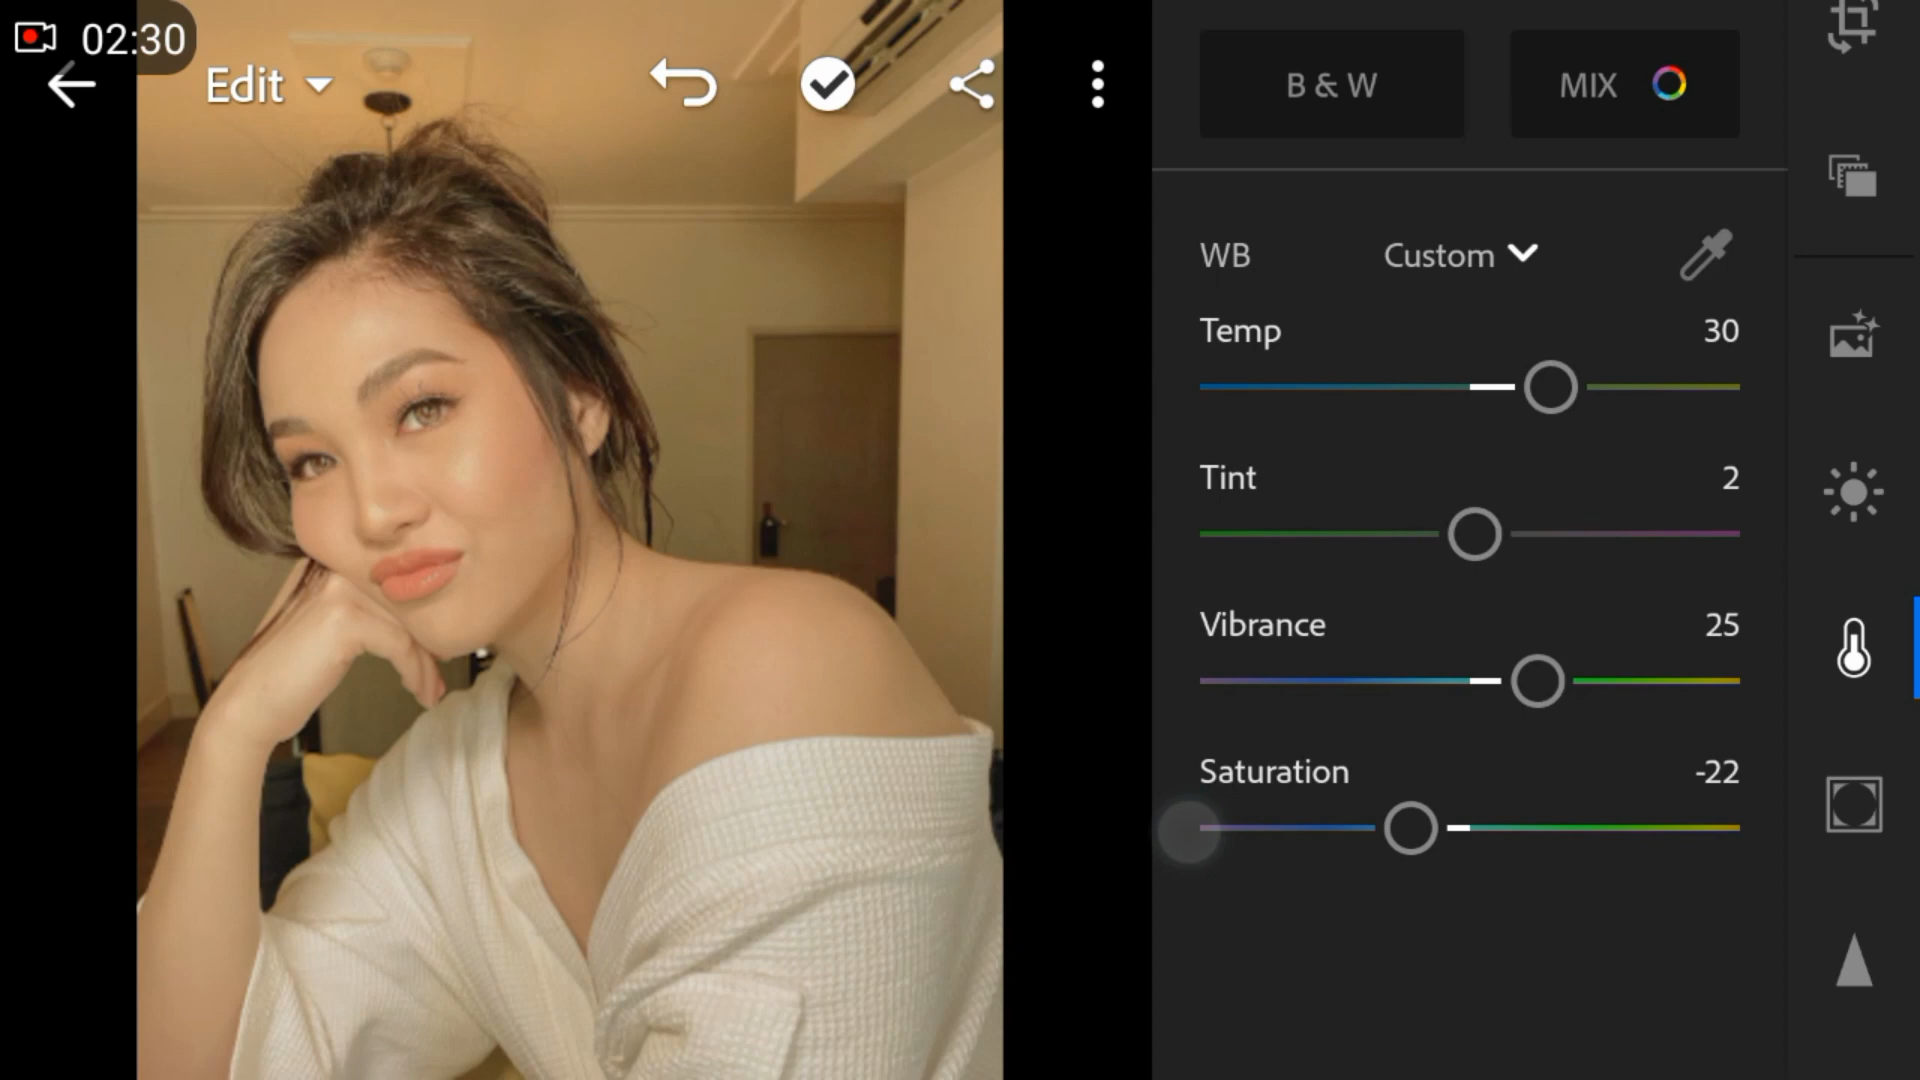 02:30
Edit
B & W
MIX
WB
Custom
Temp
30
Tint
2
Vibrance
25
Saturation
-22